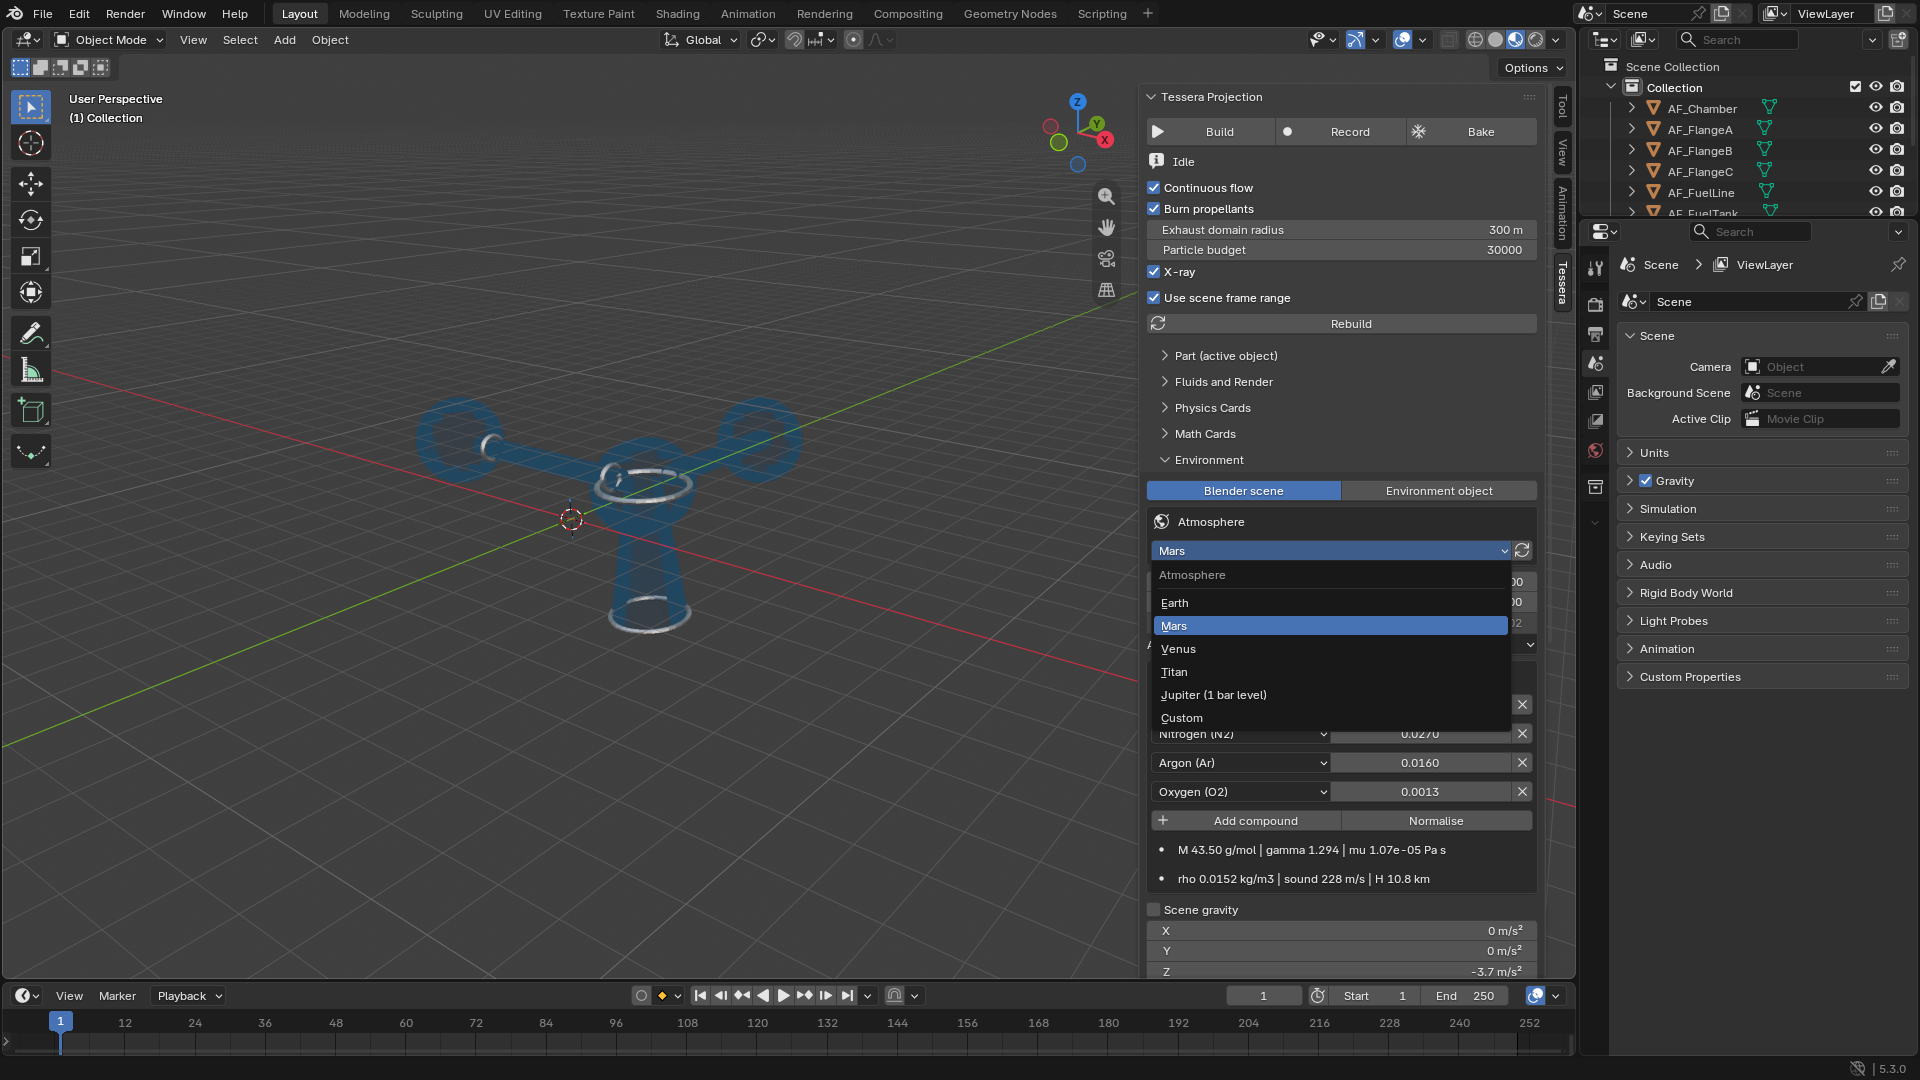 File Edit Render Window Help Layout Modeling Sculpting UV Editing Texture Paint Shading Animation Rendering Compositing Geometry Nodes Scripting + Scene ViewLayer
Object Mode View Select Add Object Global Search
Options
User Perspective
(1) Collection
Z
Y
X
Tessera Projection
Build Record Bake
Idle
Continuous flow
Burn propellants
Exhaust domain radius 300 m
Particle budget 30000
X-ray
Use scene frame range
Rebuild
Part (active object)
Fluids and Render
Physics Cards
Math Cards
Environment
Blender scene Environment object
Atmosphere
Mars
Atmosphere
Earth
Mars
Venus
Titan
Jupiter (1 bar level)
Custom
Nitrogen (N2) 0.0270
Argon (Ar) 0.0160
Oxygen (O2) 0.0013
Add compound Normalise
M 43.50 g/mol | gamma 1.294 | mu 1.07e-05 Pa s
rho 0.0152 kg/m3 | sound 228 m/s | H 10.8 km
Scene gravity
X 0 m/s²
Y 0 m/s²
Z -3.7 m/s²
Tool
View
Animation
Tessera
Scene Collection
Collection
AF_Chamber
AF_FlangeA
AF_FlangeB
AF_FlangeC
AF_FuelLine
AF_FuelTank
Search
Scene ViewLayer
Scene
Scene
Camera Object
Background Scene Scene
Active Clip Movie Clip
Units
Gravity
Simulation
Keying Sets
Audio
Rigid Body World
Light Probes
Animation
Custom Properties
View Marker Playback 1 Start 1 End 250
1 12 24 36 48 60 72 84 96 108 120 132 144 156 168 180 192 204 216 228 240 252
5.3.0